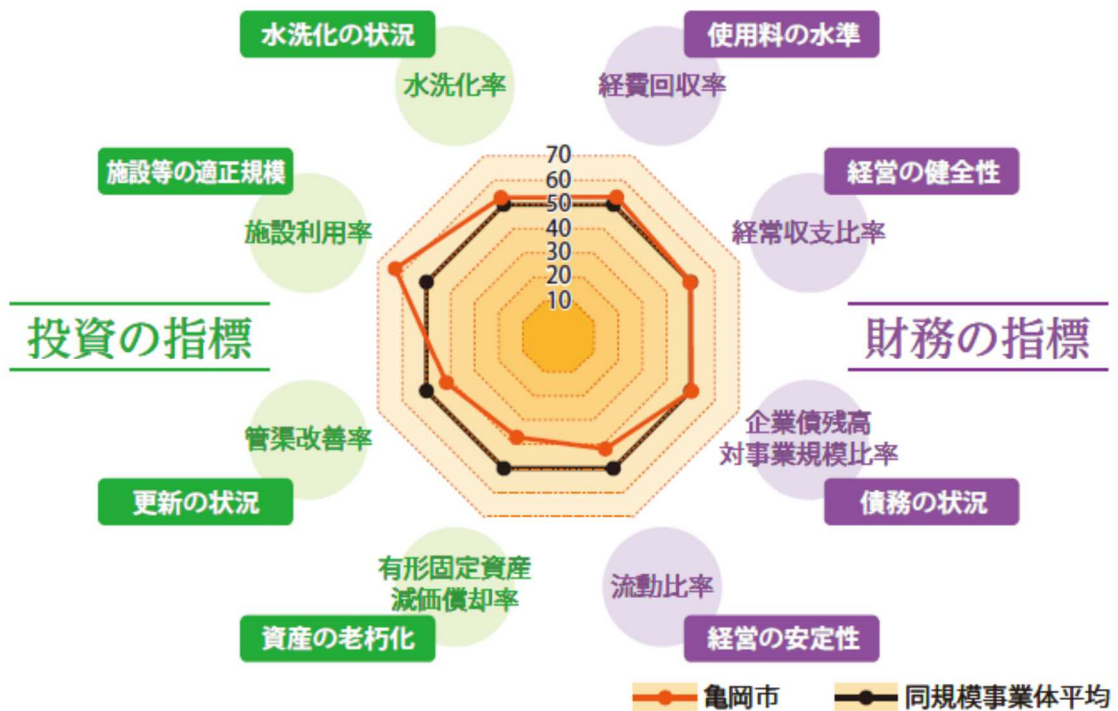 水洗化の状況
使用料の水準
水洗化率
経費回収率
施設等の適正規模
経営の健全性
施設利用率
経常収支比率
70
60
50
40
30
20
10
投資の指標
財務の指標
管渠改善率
企業債残高
対事業規模比率
更新の状況
債務の状況
有形固定資産
減価償却率
流動比率
資産の老朽化
経営の安定性
亀岡市
同規模事業体平均